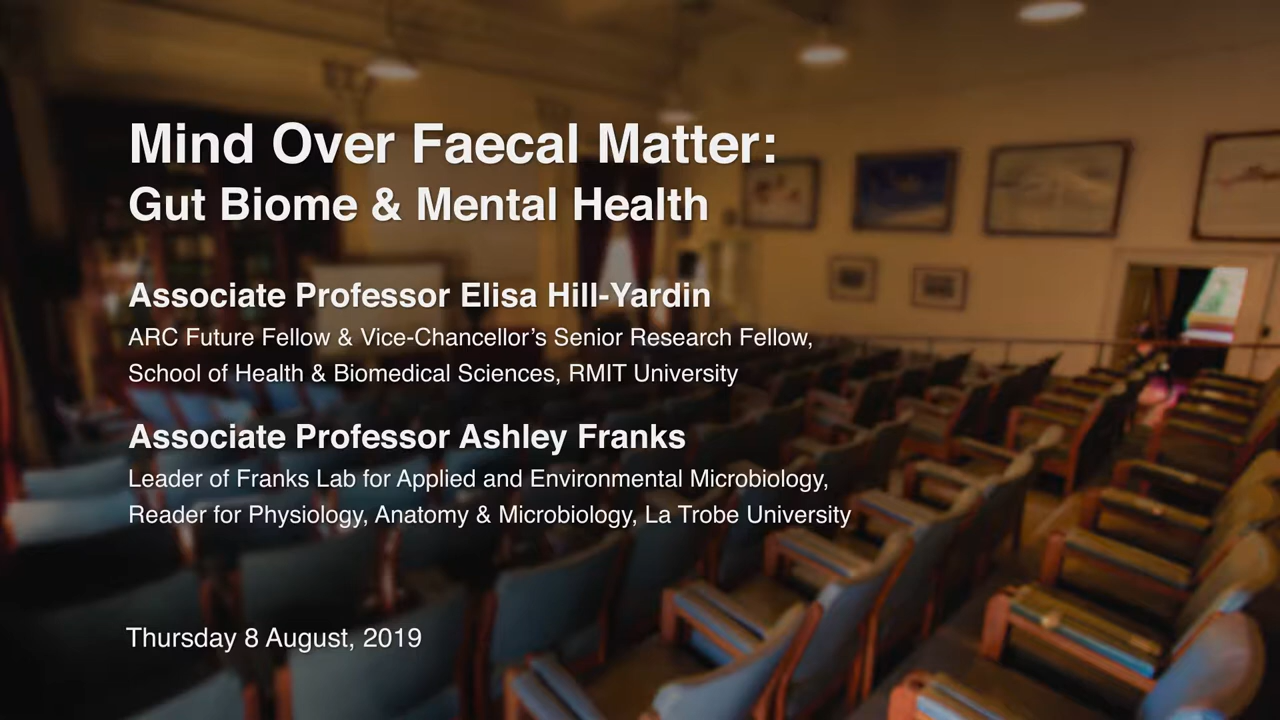 Mind Over Faecal Matter:
Gut Biome & Mental Health
Associate Professor Elisa Hill-Yardin
ARC Future Fellow & Vice-Chancellor’s Senior Research Fellow,
School of Health & Biomedical Sciences, RMIT University
Associate Professor Ashley Franks
Leader of Franks Lab for Applied and Environmental Microbiology,
Reader for Physiology, Anatomy & Microbiology, La Trobe University
Thursday 8 August, 2019